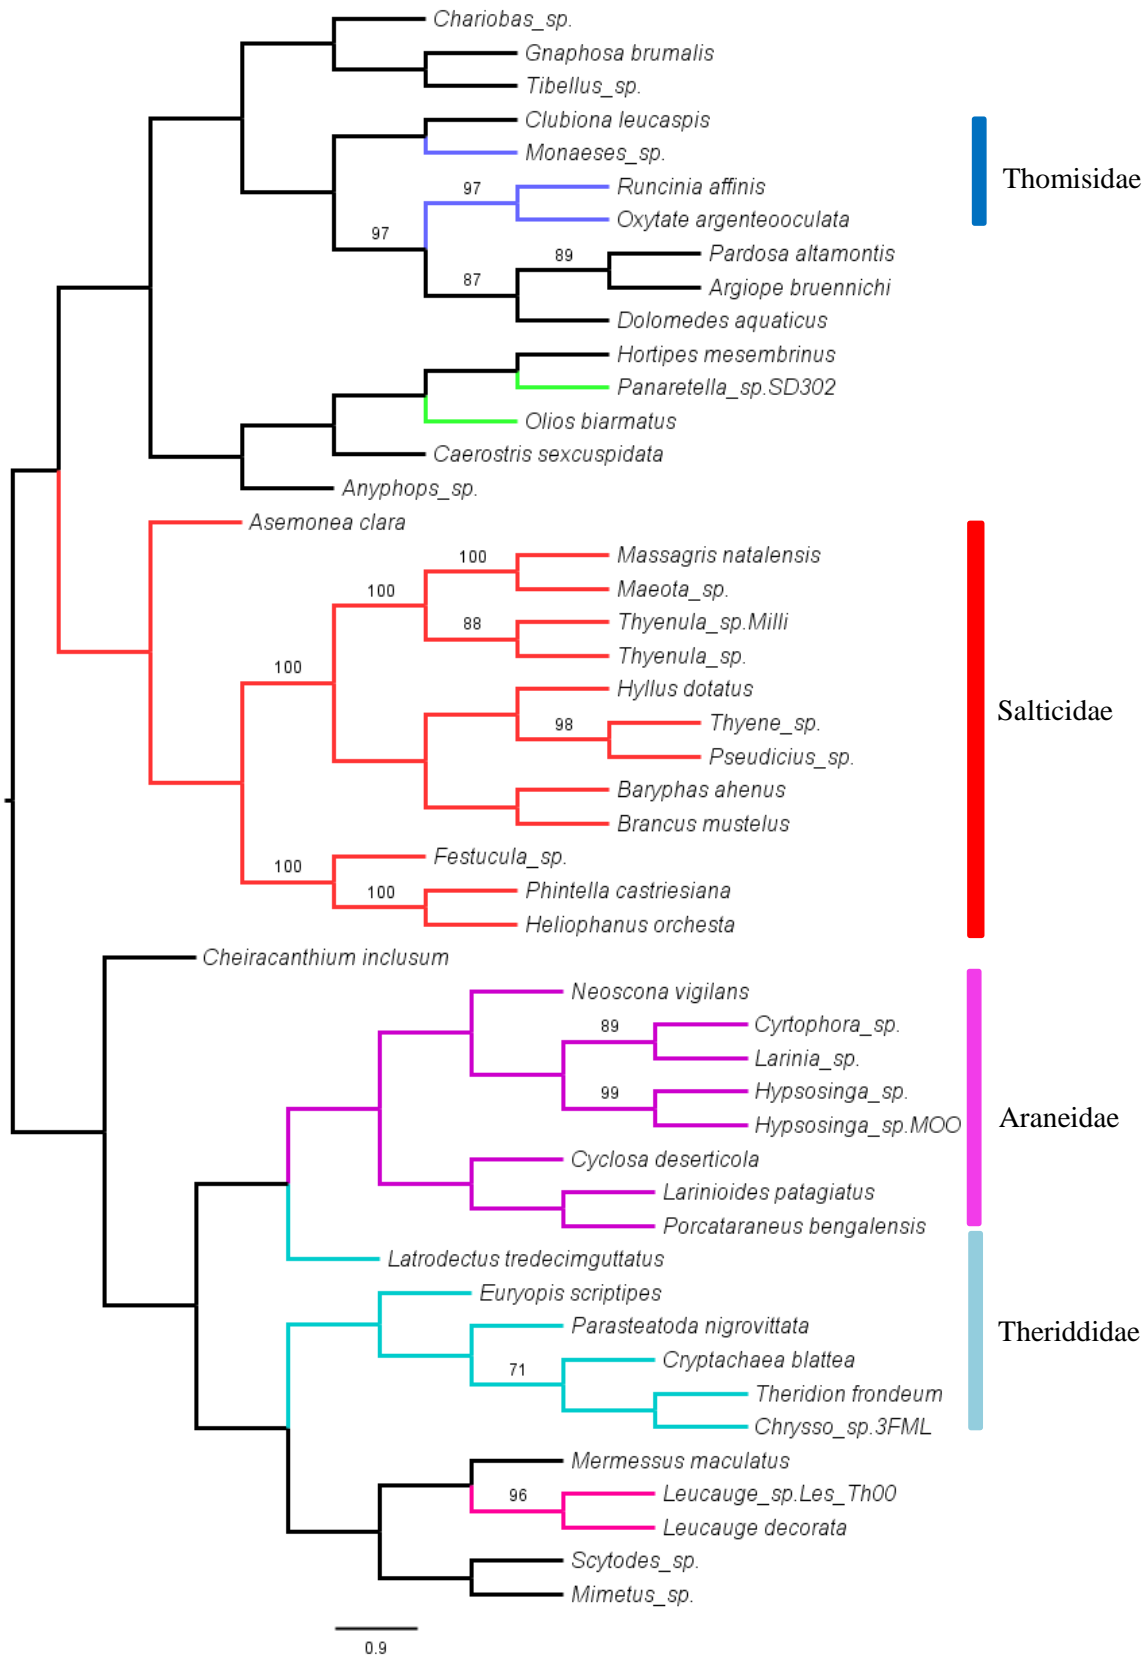 Chariobas_sp.
Gnaphosa brumalis
Tibellus_sp.
Clubiona leucaspis
Monaeses_sp.
Thomisidae
97
Runcinia affinis
Oxytate argenteooculata
97
89
Pardosa altamontis
87
Argiope bruennichi
Dolomedes aquaticus
Hortipes mesembrinus
Panaretella_sp.SD302
Olios biarmatus
Caerostris sexcuspidata
Anyphops_sp.
Asemonea clara
100
Massagris natalensis
100
Maeota_sp.
88
Thyenula_sp.Milli
Thyenula_sp.
100
Hyllus dotatus
Salticidae
98
Thyene_sp.
Pseudicius_sp.
Baryphas ahenus
Brancus mustelus
Festucula_sp.
100
100
Phintella castriesiana
Heliophanus orchesta
Cheiracanthium inclusum
Neoscona vigilans
89
Cyrtophora_sp.
Larinia_sp.
99
Hypsosinga_sp.
Hypsosinga_sp.MOO
Araneidae
Cyclosa deserticola
Larinioides patagiatus
Porcataraneus bengalensis
Latrodectus tredecimguttatus
Euryopis scriptipes
Parasteatoda nigrovittata
Theriddidae
71
Cryptachaea blattea
Theridion frondeum
Chrysso_sp.3FML
Mermessus maculatus
96
Leucauge_sp.Les_Th00
Leucauge decorata
Scytodes_sp.
Mimetus_sp.
0.9